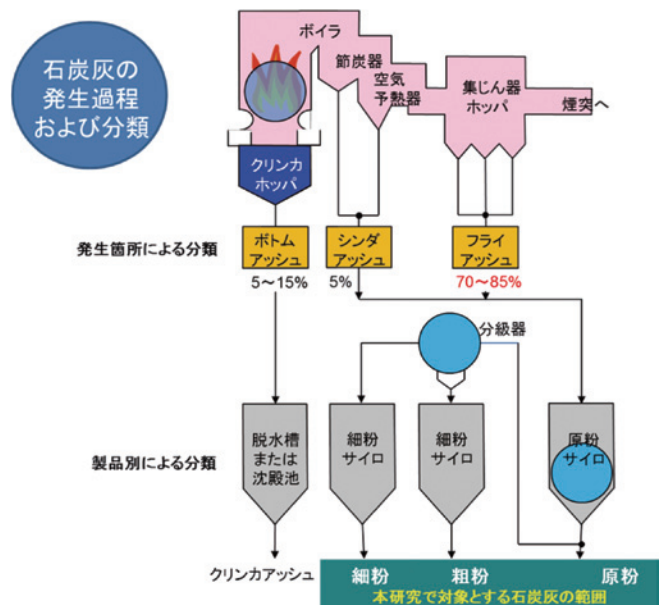 石炭灰の
発生過程
および分類
ボイラ
節炭器
空気
予熱器
集じん器
ホッパ
煙突へ
クリンカ
ホッパ
発生箇所による分類
ボトム
アッシュ
シンダ
アッシュ
フライ
アッシュ
5～15%
5%
70～85%
分級器
製品別による分類
脱水槽
または
沈殿池
細粉
サイロ
細粉
サイロ
原粉
サイロ
クリンカアッシュ
細粉
粗粉
原粉
本研究で対象とする石炭灰の範囲